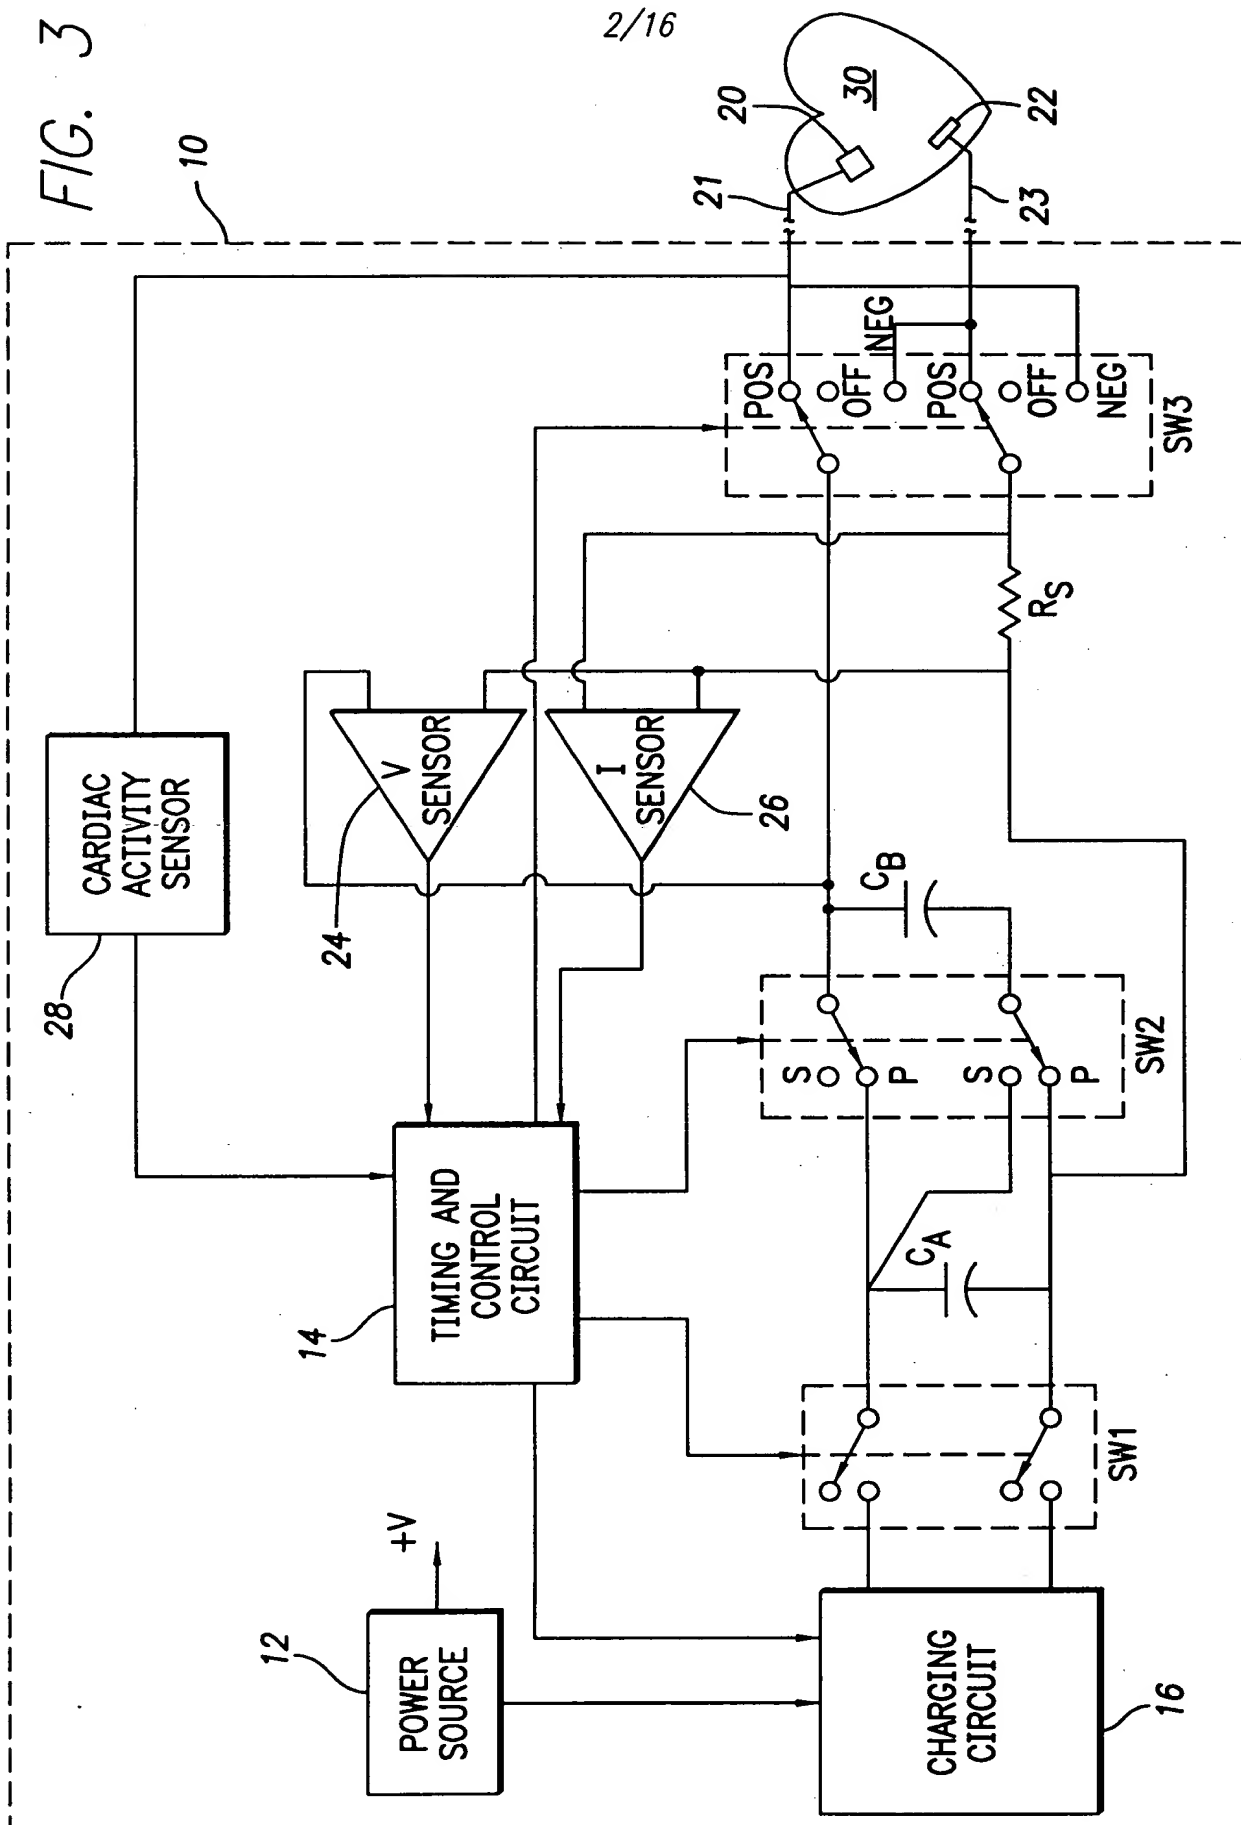 2/16
FIG. 3
10
CARDIAC
ACTIVITY
SENSOR
28
V
SENSOR
24
I
SENSOR
26
TIMING AND
CONTROL
CIRCUIT
14
POWER
SOURCE
12
+V
CHARGING
CIRCUIT
16
SW1
CA
S
P
S
P
SW2
CB
RS
POS
OFF
NEG
POS
OFF
NEG
SW3
21
20
30
22
23